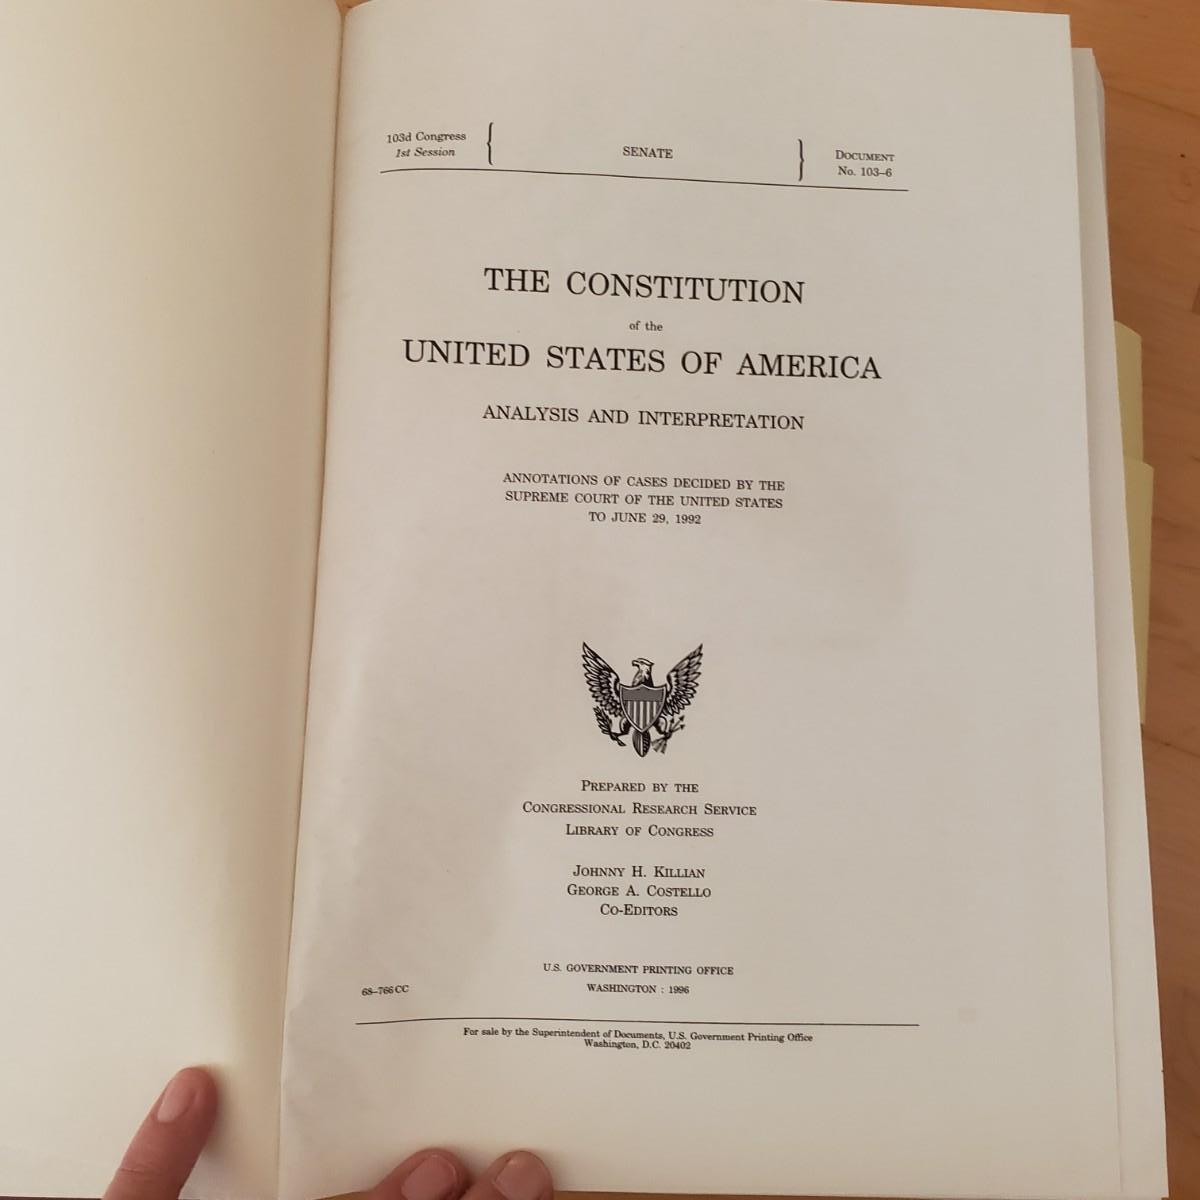 103d Congress
1st Session
SENATE
DOCUMENT
No. 103–6
THE CONSTITUTION
of the
UNITED STATES OF AMERICA
ANALYSIS AND INTERPRETATION
ANNOTATIONS OF CASES DECIDED BY THE
SUPREME COURT OF THE UNITED STATES
TO JUNE 29, 1992
PREPARED BY THE
CONGRESSIONAL RESEARCH SERVICE
LIBRARY OF CONGRESS
JOHNNY H. KILLIAN
GEORGE A. COSTELLO
CO-EDITORS
U.S. GOVERNMENT PRINTING OFFICE
68–766 CC
WASHINGTON : 1996
For sale by the Superintendent of Documents, U.S. Government Printing Office
Washington, D.C. 20402